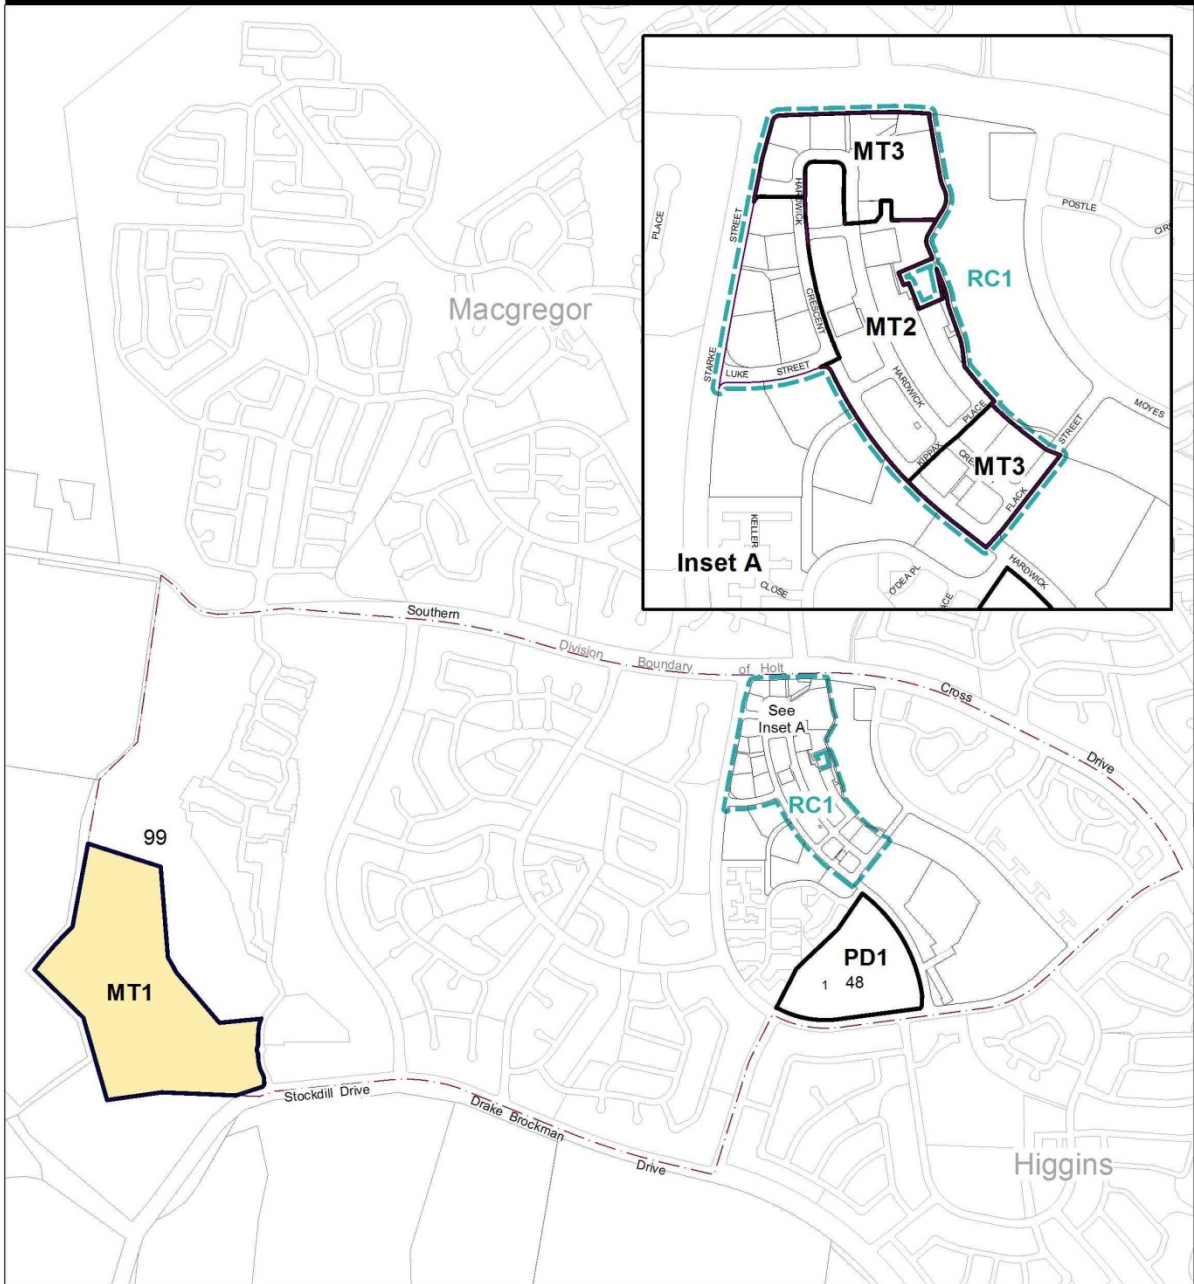 MT3
HARDWICK
POSTLE
PLACE
STREET
RC1
CRESCENT
MT2
STARKE
LUKE STREET
HARDWICK
PLACE
MOYES
STREET
KIPPAX
MT3
FLACK
KELLER
Inset A
CLOSE
O'DEA PL
HARDWICK
Macgregor
Southern
Division Boundary of Holt
Cross
See
Inset A
Drive
RC1
99
PD1
1 48
MT1
Stockdill Drive
Drake Brockman
Drive
Higgins